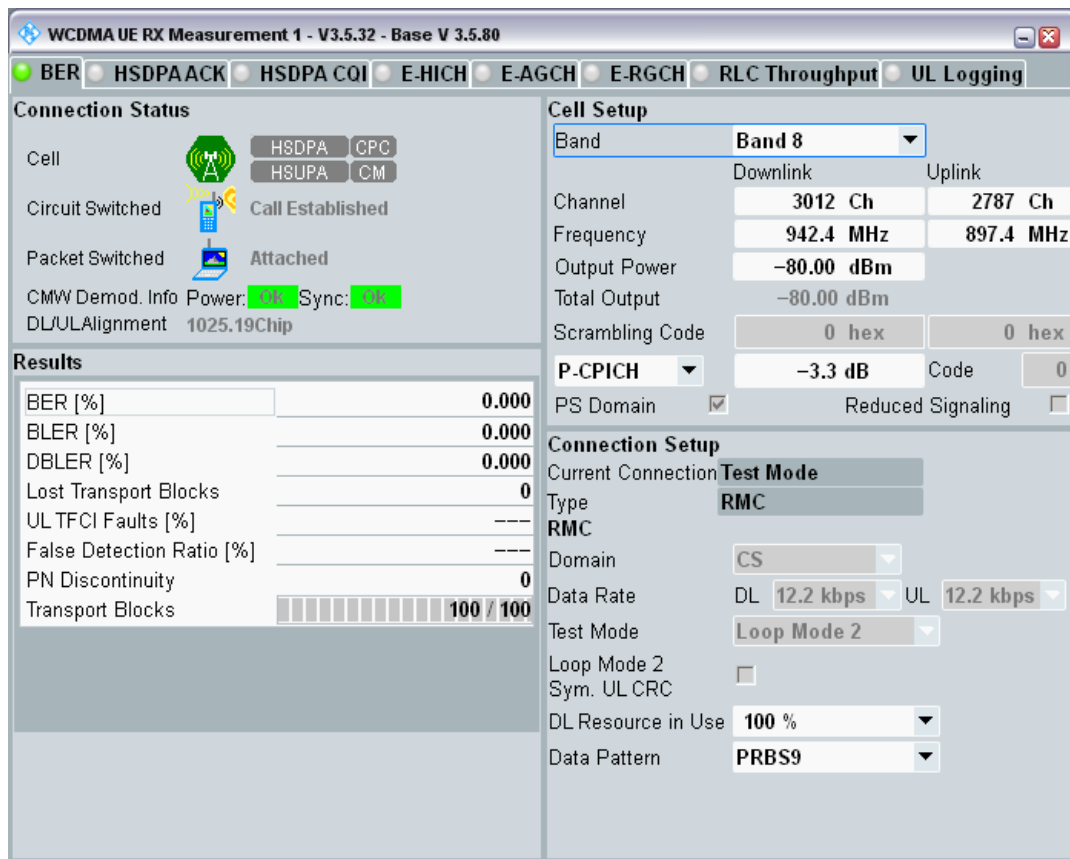 WCDMA UE RX Measurement 1 - V3.5.32 - Base V 3.5.80
BER HSDPA ACK HSDPA CQI E-HICH E-AGCH E-RGCH RLC Throughput UL Logging
Connection Status
Cell HSDPA CPC
HSUPA CM
Circuit Switched Call Established
Packet Switched Attached
CMW Demod. Info Power: Ok Sync: Ok
DL/ULAlignment 1025.19Chip
Results
BER [%] 0.000
BLER [%] 0.000
DBLER [%] 0.000
Lost Transport Blocks 0
UL TFCI Faults [%] ---
False Detection Ratio [%] ---
PN Discontinuity 0
Transport Blocks 100 / 100
Cell Setup
Band Band 8
Downlink Uplink
Channel 3012 Ch 2787 Ch
Frequency 942.4 MHz 897.4 MHz
Output Power -80.00 dBm
Total Output -80.00 dBm
Scrambling Code 0 hex 0 hex
P-CPICH -3.3 dB Code 0
PS Domain Reduced Signaling
Connection Setup
Current Connection Test Mode
Type RMC
RMC
Domain CS
Data Rate DL 12.2 kbps UL 12.2 kbps
Test Mode Loop Mode 2
Loop Mode 2
Sym. UL CRC
DL Resource in Use 100 %
Data Pattern PRBS9